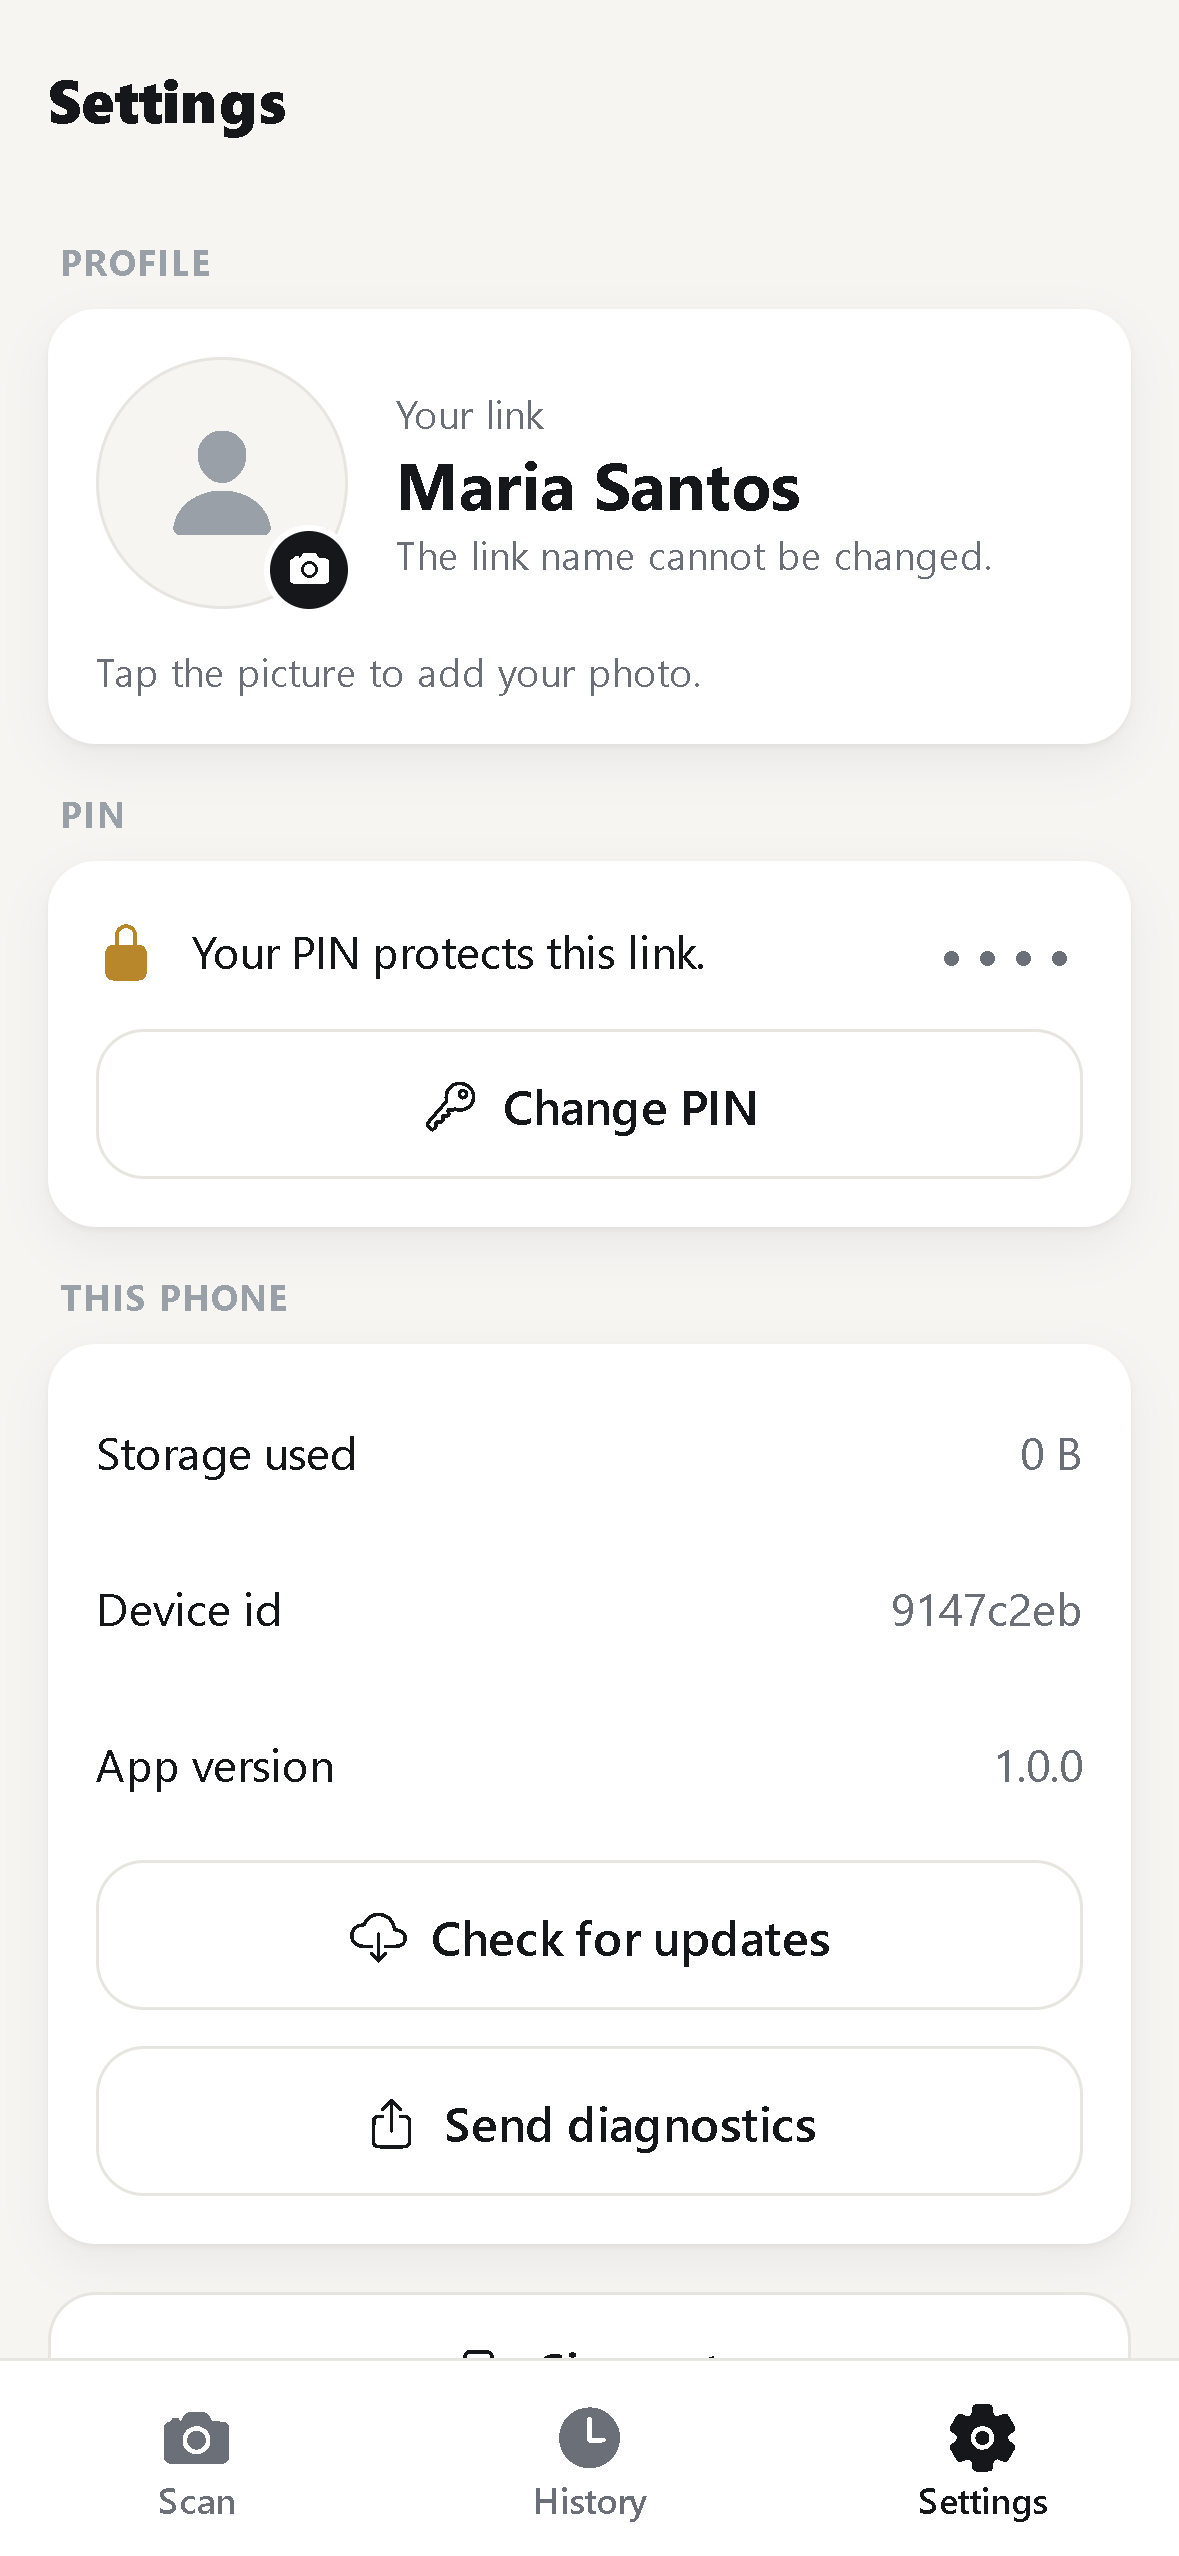 Settings
PROFILE
Your link
Maria Santos
The link name cannot be changed.
Tap the picture to add your photo.
PIN
Your PIN protects this link.
Change PIN
THIS PHONE
Storage used
0 B
Device id
9147c2eb
App version
1.0.0
Check for updates
Send diagnostics
Scan
History
Settings